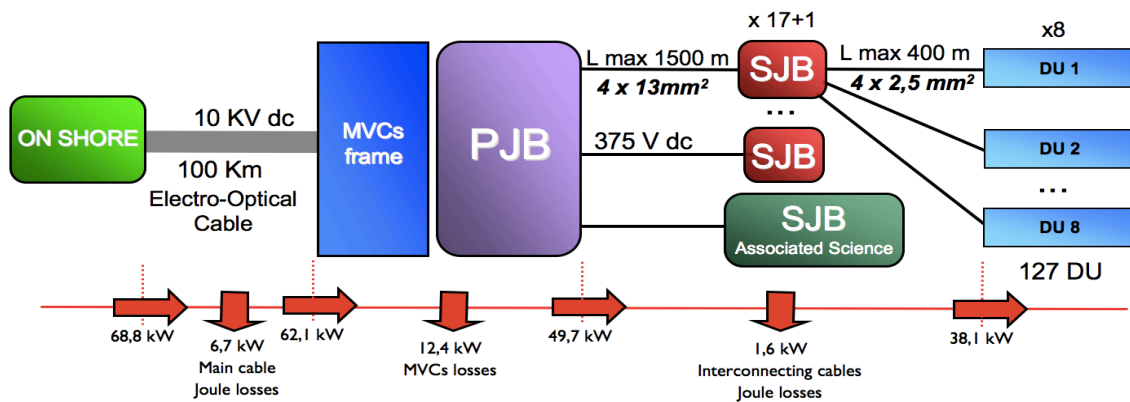 x 17+1
x8
L max 1500 m
SJB
L max 400 m
DU 1
4 x 13mm²
4 x 2,5 mm²
...
10 KV dc
MVCs
frame
ON SHORE
PJB
375 V dc
SJB
DU 2
100 Km
Electro-Optical
Cable
...
SJB
Associated Science
DU 8
127 DU
68,8 kW
62,1 kW
49,7 kW
38,1 kW
6,7 kW
Main cable
Joule losses
12,4 kW
MVCs losses
1,6 kW
Interconnecting cables
Joule losses